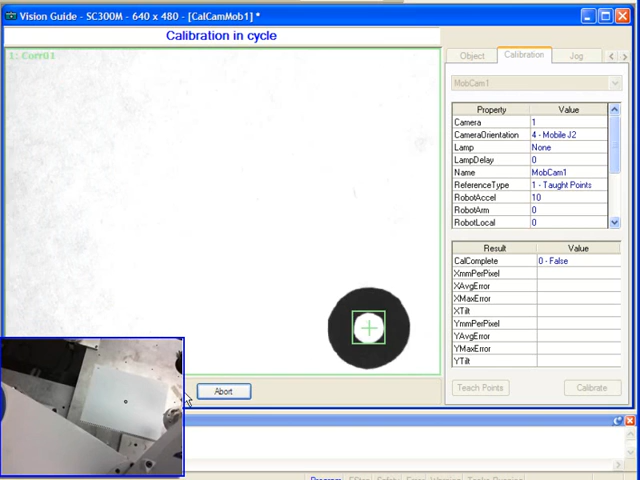 Vision Guide - SC300M - 640 x 480 - [CalCamMob1] *
Calibration in cycle
1: Corr01
Object Calibration Jog
MobCam1
Property Value
Camera 1
CameraOrientation 4 - Mobile J2
Lamp None
LampDelay 0
Name MobCam1
ReferenceType 1 - Taught Points
RobotAccel 10
RobotArm 0
RobotLocal 0
Result Value
CalComplete 0 - False
XmmPerPixel
XAvgError
XMaxError
XTilt
YmmPerPixel
YAvgError
YMaxError
YTilt
Abort
Teach Points Calibrate